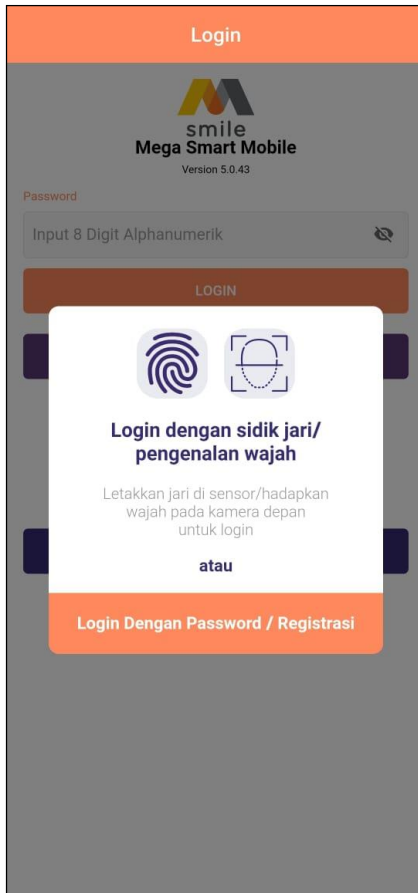 Login
smile
Mega Smart Mobile
Version 5.0.43
Password
Input 8 Digit Alphanumerik
LOGIN
Login dengan sidik jari/
pengenalan wajah
Letakkan jari di sensor/hadapkan
wajah pada kamera depan
untuk login
atau
Login Dengan Password / Registrasi